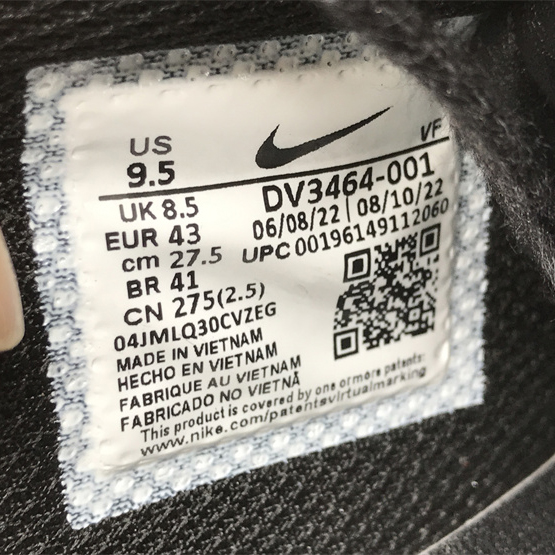 US
9.5
VF
UK 8.5
DV3464-001
EUR 43
06/08/22 | 08/10/22
cm 27.5
UPC 00196149112060
BR 41
CN 275(2.5)
04JMLQ30CVZEG
MADE IN VIETNAM
HECHO EN VIETNAM
FABRIQUE AU VIETNAM
FABRICADO NO VIETNÃ
This product is covered by one or more patents:
www.nike.com/patentsvirtualmarking